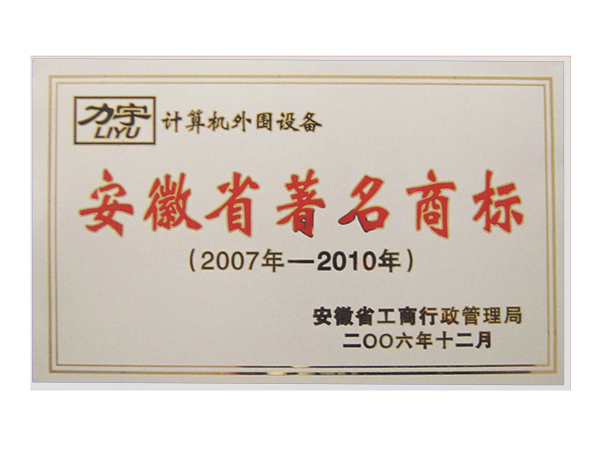 力宇 计算机外围设备
LIYU
安徽省著名商标
（2007年—2010年）
安徽省工商行政管理局
二OO六年十二月